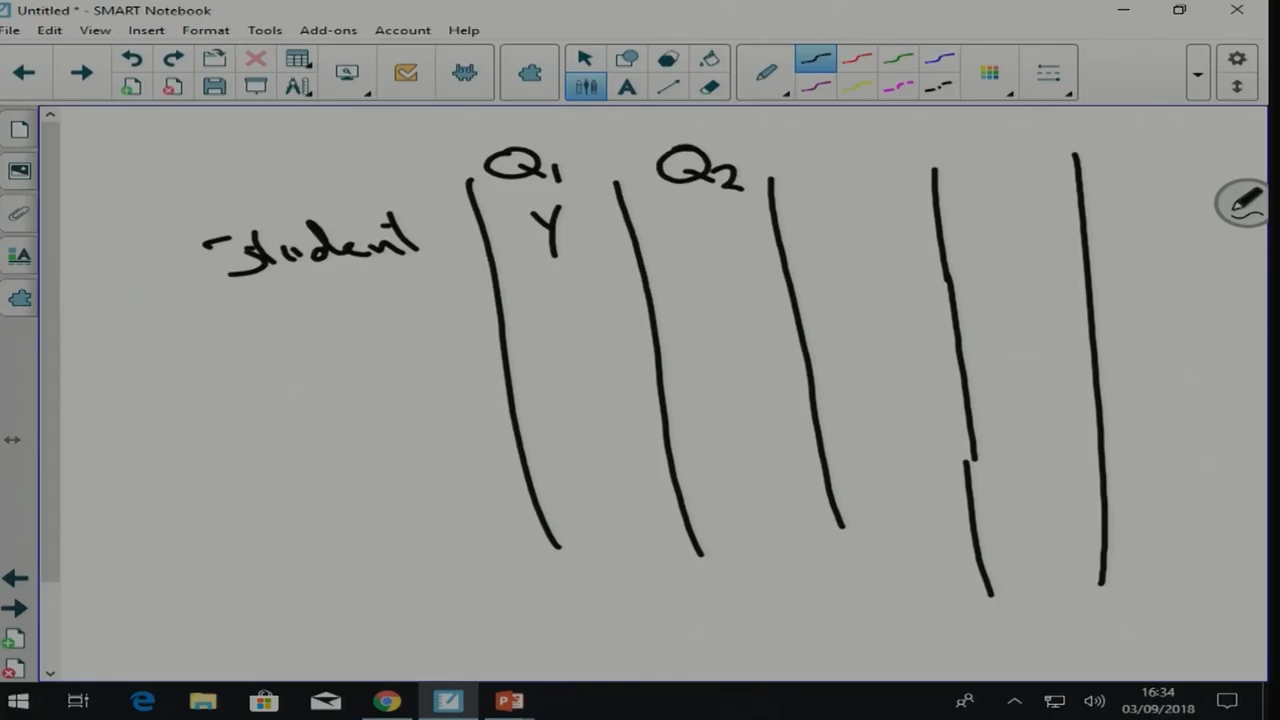 Untitled * - SMART Notebook
File Edit View Insert Format Tools Add-ons Account Help
Q1 Q2
Student Y
16:34
03/09/2018